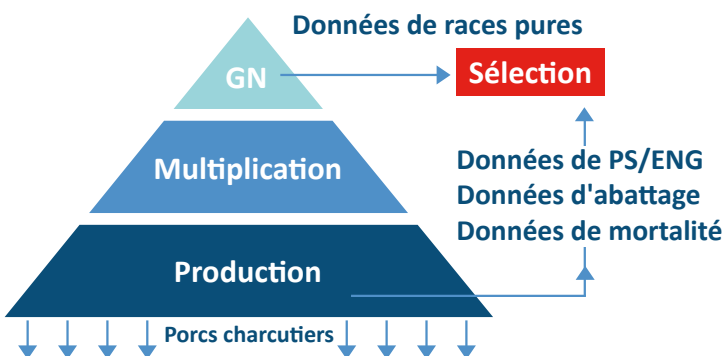 Données de races pures
GN
Sélection
Multiplication
Données de PS/ENG
Données d'abattage
Données de mortalité
Production
Porcs charcutiers